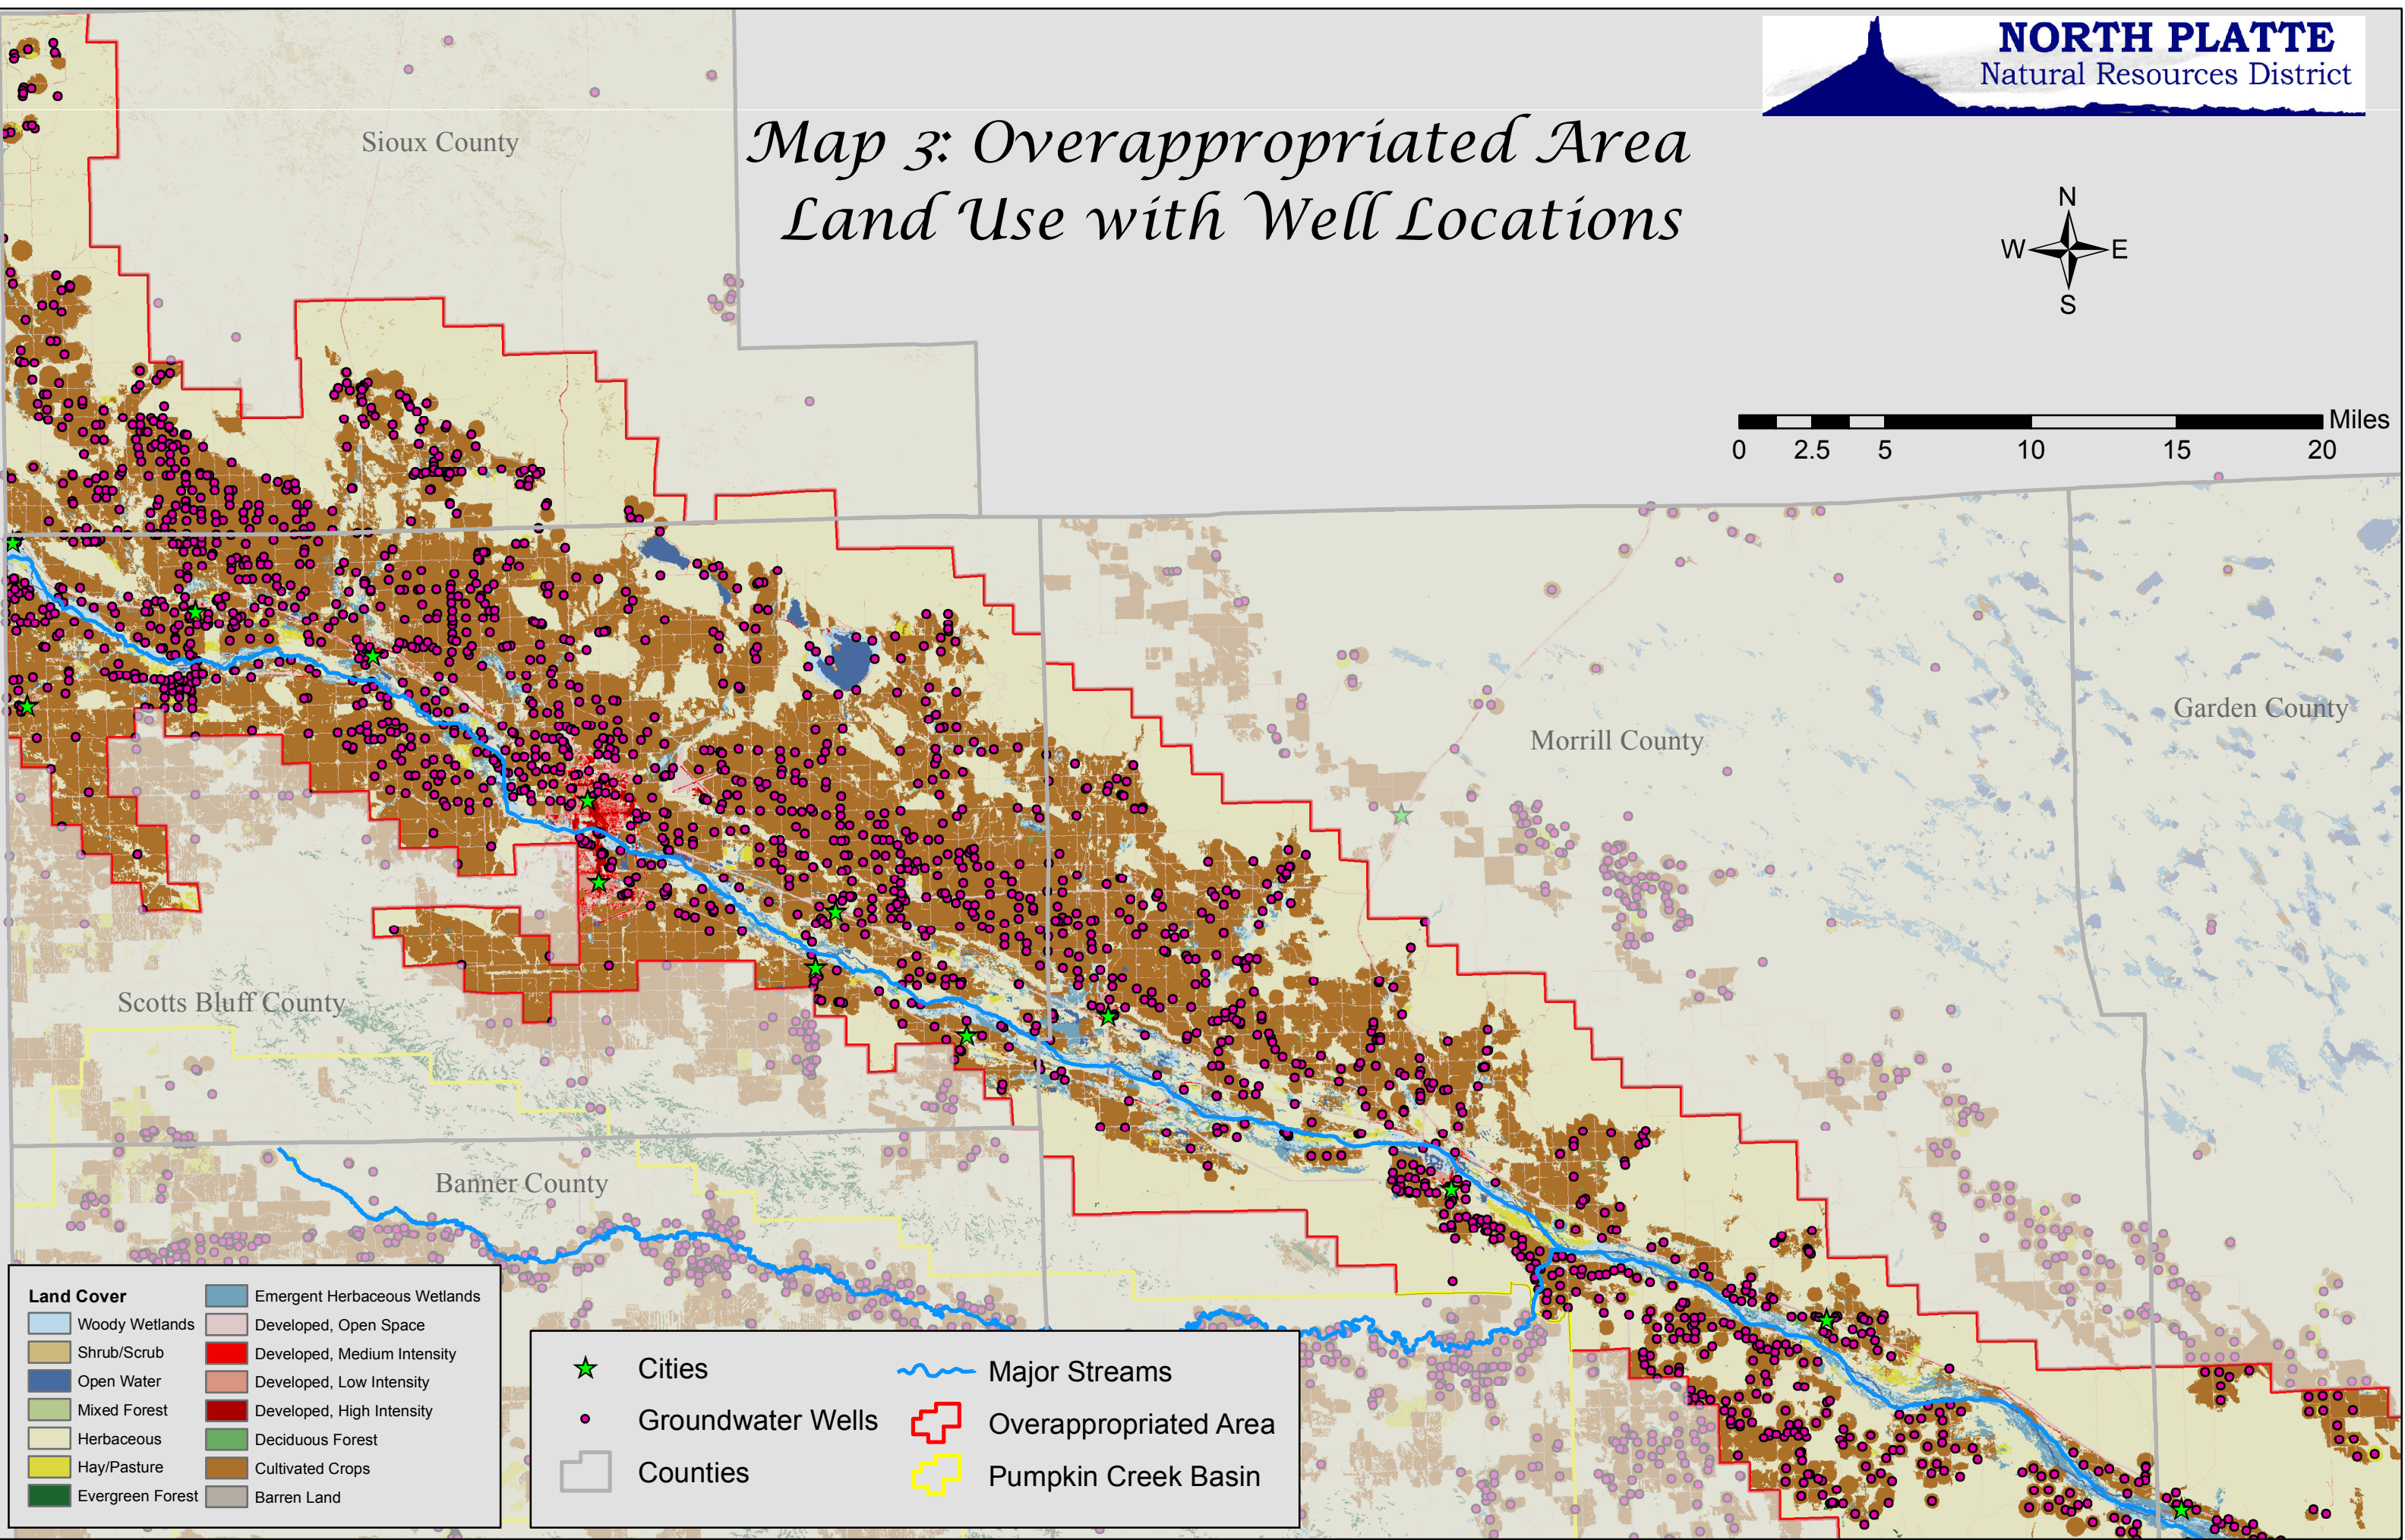 NORTH PLATTE
Natural Resources District
Map 3: Overappropriated Area
Land Use with Well Locations
N
W E
S
Miles
0 2.5 5 10 15 20
Sioux County
Garden County
Morrill County
Scotts Bluff County
Banner County
Land Cover
Woody Wetlands
Shrub/Scrub
Open Water
Mixed Forest
Herbaceous
Hay/Pasture
Evergreen Forest
Emergent Herbaceous Wetlands
Developed, Open Space
Developed, Medium Intensity
Developed, Low Intensity
Developed, High Intensity
Deciduous Forest
Cultivated Crops
Barren Land
Cities
Groundwater Wells
Counties
Major Streams
Overappropriated Area
Pumpkin Creek Basin